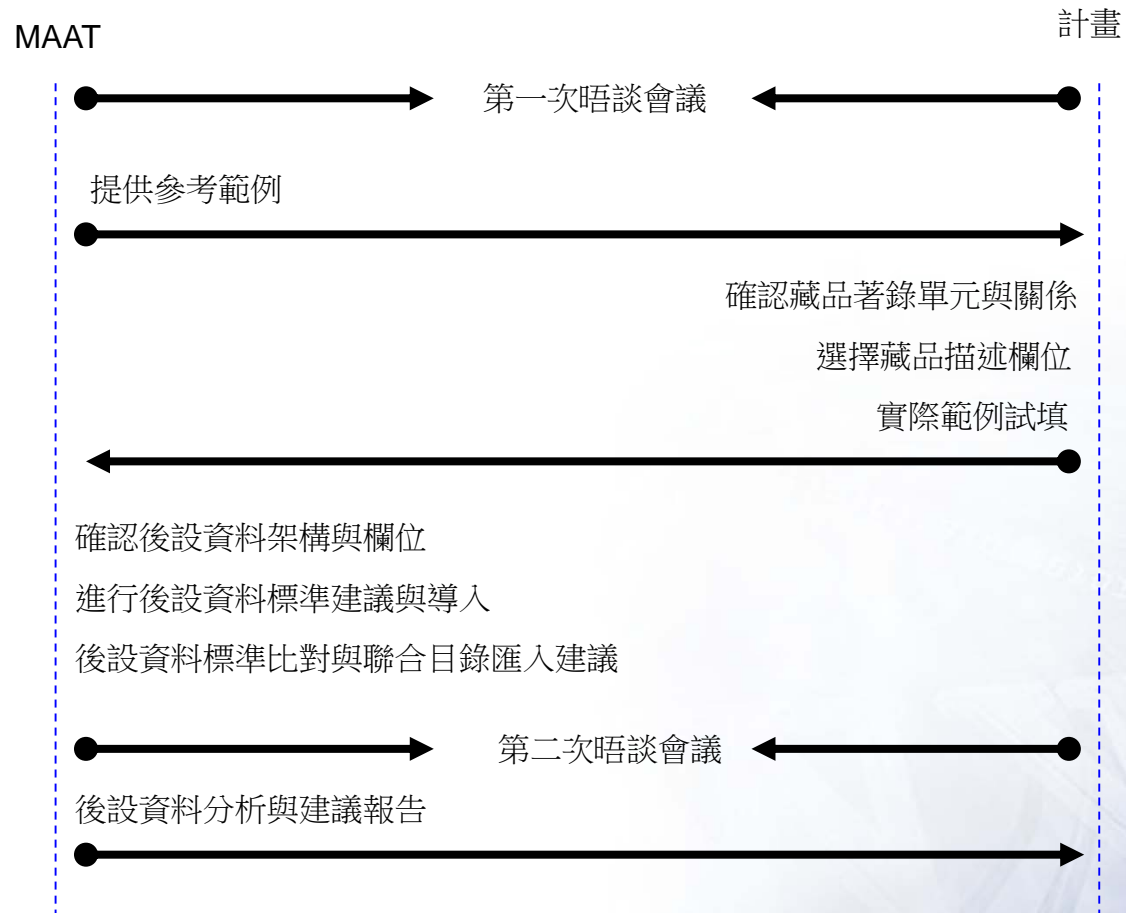 MAAT
計畫
第一次晤談會議
提供參考範例
確認藏品著錄單元與關係
選擇藏品描述欄位
實際範例試填
確認後設資料架構與欄位
進行後設資料標準建議與導入
後設資料標準比對與聯合目錄匯入建議
第二次晤談會議
後設資料分析與建議報告